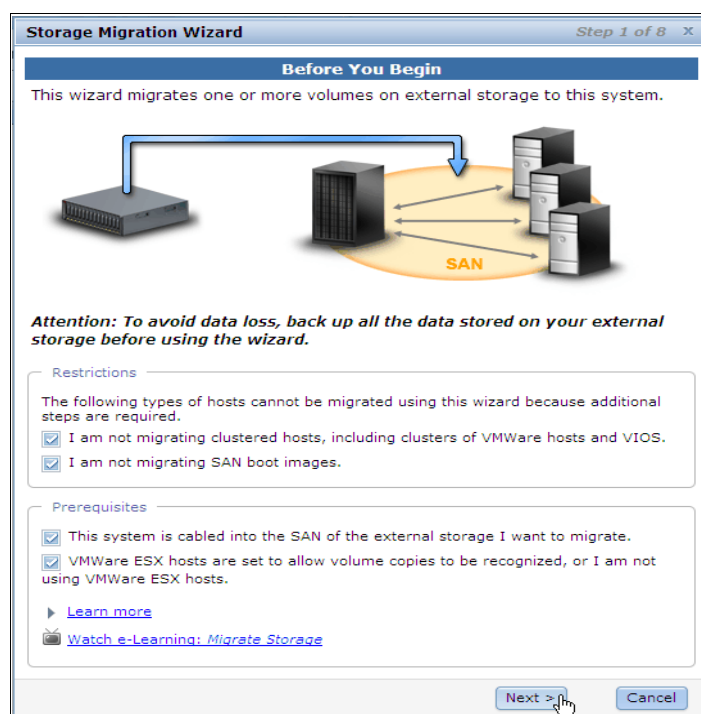 Storage Migration Wizard
Step 1 of 8 x
Before You Begin
This wizard migrates one or more volumes on external storage to this system.
SAN
Attention: To avoid data loss, back up all the data stored on your external
storage before using the wizard.
Restrictions
The following types of hosts cannot be migrated using this wizard because additional
steps are required.
I am not migrating clustered hosts, including clusters of VMWare hosts and VIOS.
I am not migrating SAN boot images.
Prerequisites
This system is cabled into the SAN of the external storage I want to migrate.
VMWare ESX hosts are set to allow volume copies to be recognized, or I am not
using VMWare ESX hosts.
Learn more
Watch e-Learning: Migrate Storage
Next >
Cancel